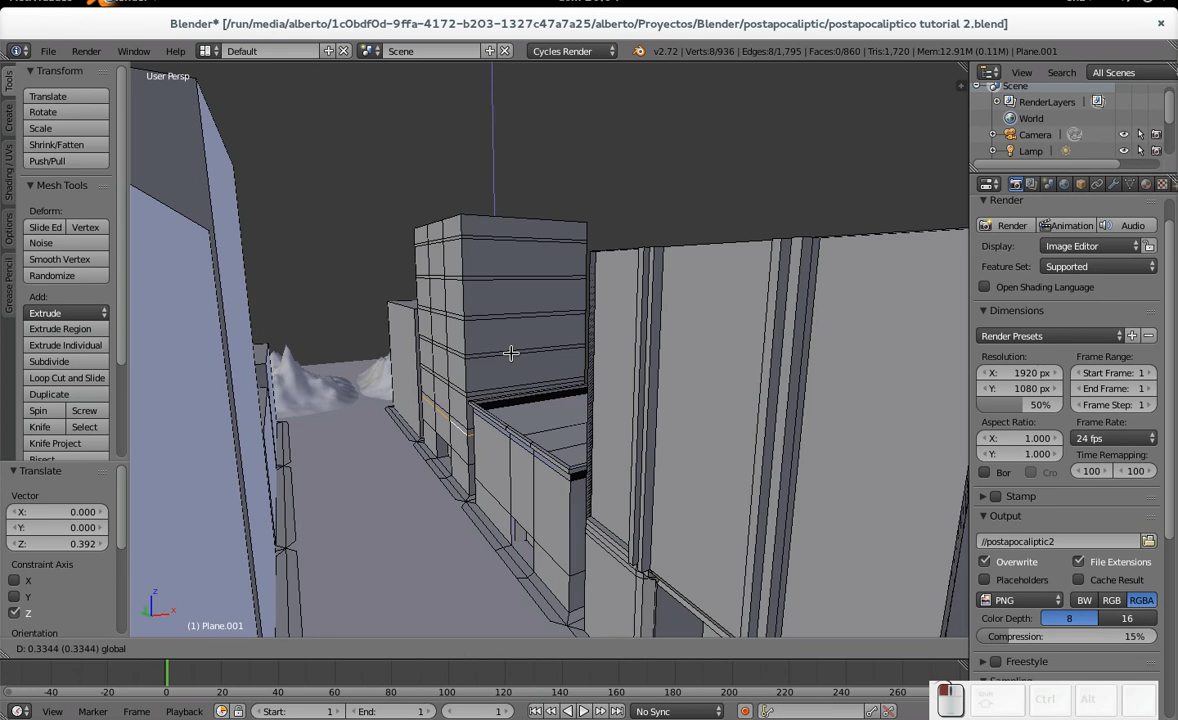 Blender* [/run/media/alberto/1c0bdf0d-9ffa-4172-b203-1327c47a7a25/alberto/Proyectos/Blender/postapocaliptic/postapocaliptico tutorial 2.blend]
File Render Window Help Default Scene Cycles Render v2.72 | Verts:8/936 | Edges:8/1,795 | Faces:0/860 | Tris:1,720 | Mem:12.91M (0.11M) | Plane.001
Tools
Create
Shading / UVs
Options
Grease Pencil
Transform
Translate
Rotate
Scale
Shrink/Fatten
Push/Pull
Mesh Tools
Deform:
Slide Ed Vertex
Noise
Smooth Vertex
Randomize
Add:
Extrude
Extrude Region
Extrude Individual
Subdivide
Loop Cut and Slide
Duplicate
Spin Screw
Knife Select
Knife Project
Translate
Vector
X: 0.000
Y: 0.000
Z: 0.392
Constraint Axis
X
Y
Z
Orientation
User Persp
z
x
(1) Plane.001
D: 0.3344 (0.3344) global
View Search All Scenes
Scene
RenderLayers
World
Camera
Lamp
Render
Render Animation Audio
Display: Image Editor
Feature Set: Supported
Open Shading Language
Dimensions
Render Presets
Resolution: Frame Range:
X: 1920 px Start Frame: 1
Y: 1080 px End Frame: 1
50% Frame Step: 1
Aspect Ratio: Frame Rate:
X: 1.000 24 fps
Y: 1.000 Time Remapping:
Bor Cro 100 100
Stamp
Output
//postapocaliptic2
Overwrite File Extensions
Placeholders Cache Result
PNG BW RGB RGBA
Color Depth: 8 16
Compression: 15%
Freestyle
-40 -20 0 20 40 60 80 100 120 140 160 180 200 220 240 260
View Marker Frame Playback Start: 1 End: 1 1 No Sync
Ctrl Alt